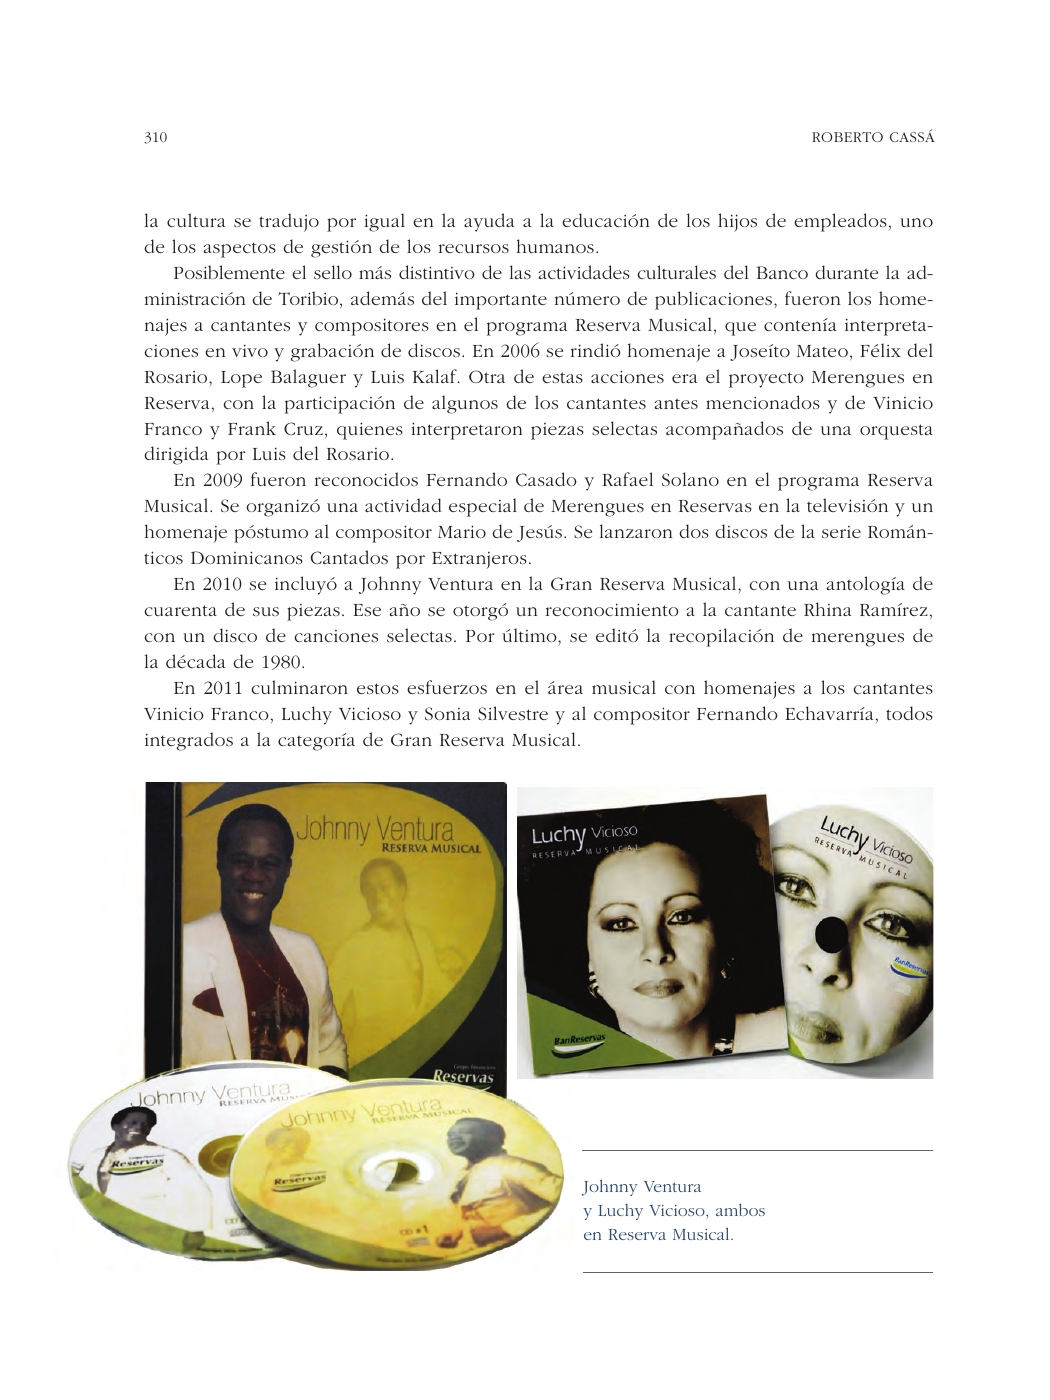 310 ROBERTO CASSÁ
la cultura se tradujo por igual en la ayuda a la educación de los hijos de empleados, uno
de los aspectos de gestión de los recursos humanos.
Posiblemente el sello más distintivo de las actividades culturales del Banco durante la ad-
ministración de Toribio, además del importante número de publicaciones, fueron los home-
najes a cantantes y compositores en el programa Reserva Musical, que contenía interpreta-
ciones en vivo y grabación de discos. En 2006 se rindió homenaje a Joseíto Mateo, Félix del
Rosario, Lope Balaguer y Luis Kalaf. Otra de estas acciones era el proyecto Merengues en
Reserva, con la participación de algunos de los cantantes antes mencionados y de Vinicio
Franco y Frank Cruz, quienes interpretaron piezas selectas acompañados de una orquesta
dirigida por Luis del Rosario.
En 2009 fueron reconocidos Fernando Casado y Rafael Solano en el programa Reserva
Musical. Se organizó una actividad especial de Merengues en Reservas en la televisión y un
homenaje póstumo al compositor Mario de Jesús. Se lanzaron dos discos de la serie Román-
ticos Dominicanos Cantados por Extranjeros.
En 2010 se incluyó a Johnny Ventura en la Gran Reserva Musical, con una antología de
cuarenta de sus piezas. Ese año se otorgó un reconocimiento a la cantante Rhina Ramírez,
con un disco de canciones selectas. Por último, se editó la recopilación de merengues de
la década de 1980.
En 2011 culminaron estos esfuerzos en el área musical con homenajes a los cantantes
Vinicio Franco, Luchy Vicioso y Sonia Silvestre y al compositor Fernando Echavarría, todos
integrados a la categoría de Gran Reserva Musical.
Johnny Ventura
RESERVA MUSICAL
Grupo Financiero
Reservas
Johnny Ventura
RESERVA
Reservas
Johnny Ventura
RESERVA MUSICAL
Reservas
CD #1
Luchy Vicioso
RESERVA MUSICAL
BanReservas
Luchy Vicioso
RESERVA MUSICAL
BanReservas
Johnny Ventura
y Luchy Vicioso, ambos
en Reserva Musical.